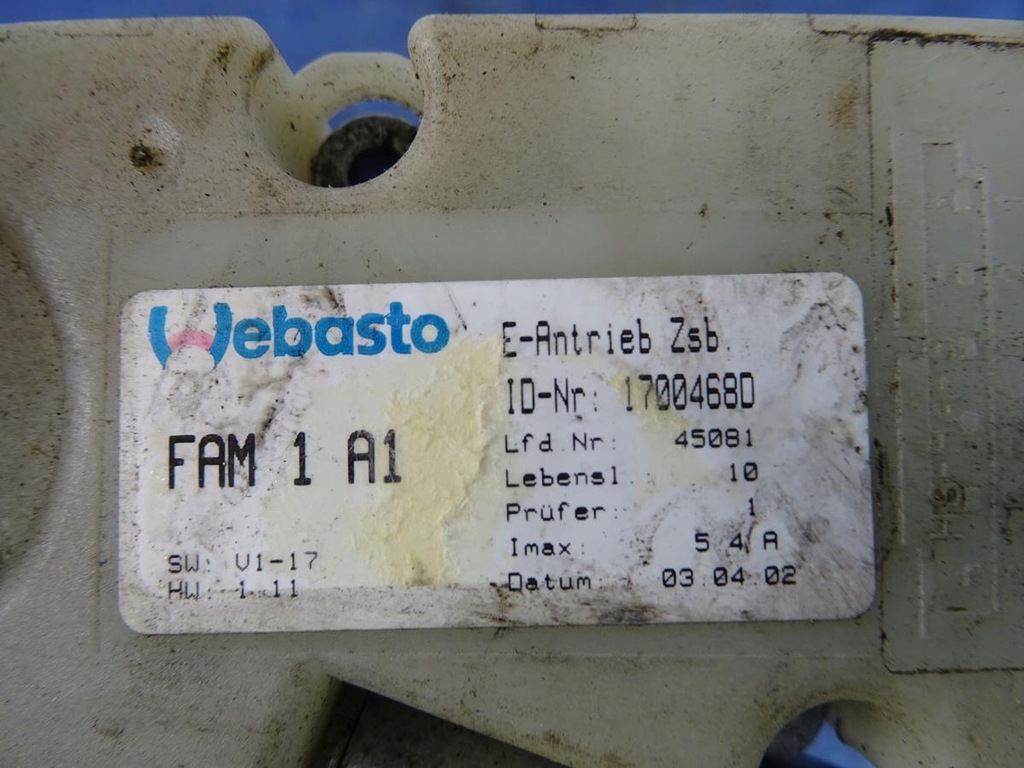 Webasto
FAM 1 A1
SW: V1-17
HW: 1.11
E-Antrieb Zsb.
ID-Nr: 1700468D
Lfd.Nr: 45081
Lebensl.: 10
Prüfer: 1
Imax: 5.4 A
Datum: 03.04.02